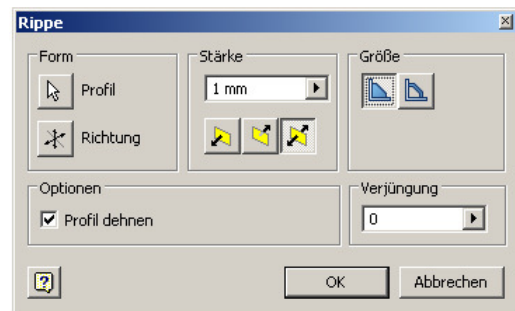 Rippe
Form
Profil
Richtung
Stärke
1 mm
Größe
Optionen
Profil dehnen
Verjüngung
0
OK
Abbrechen